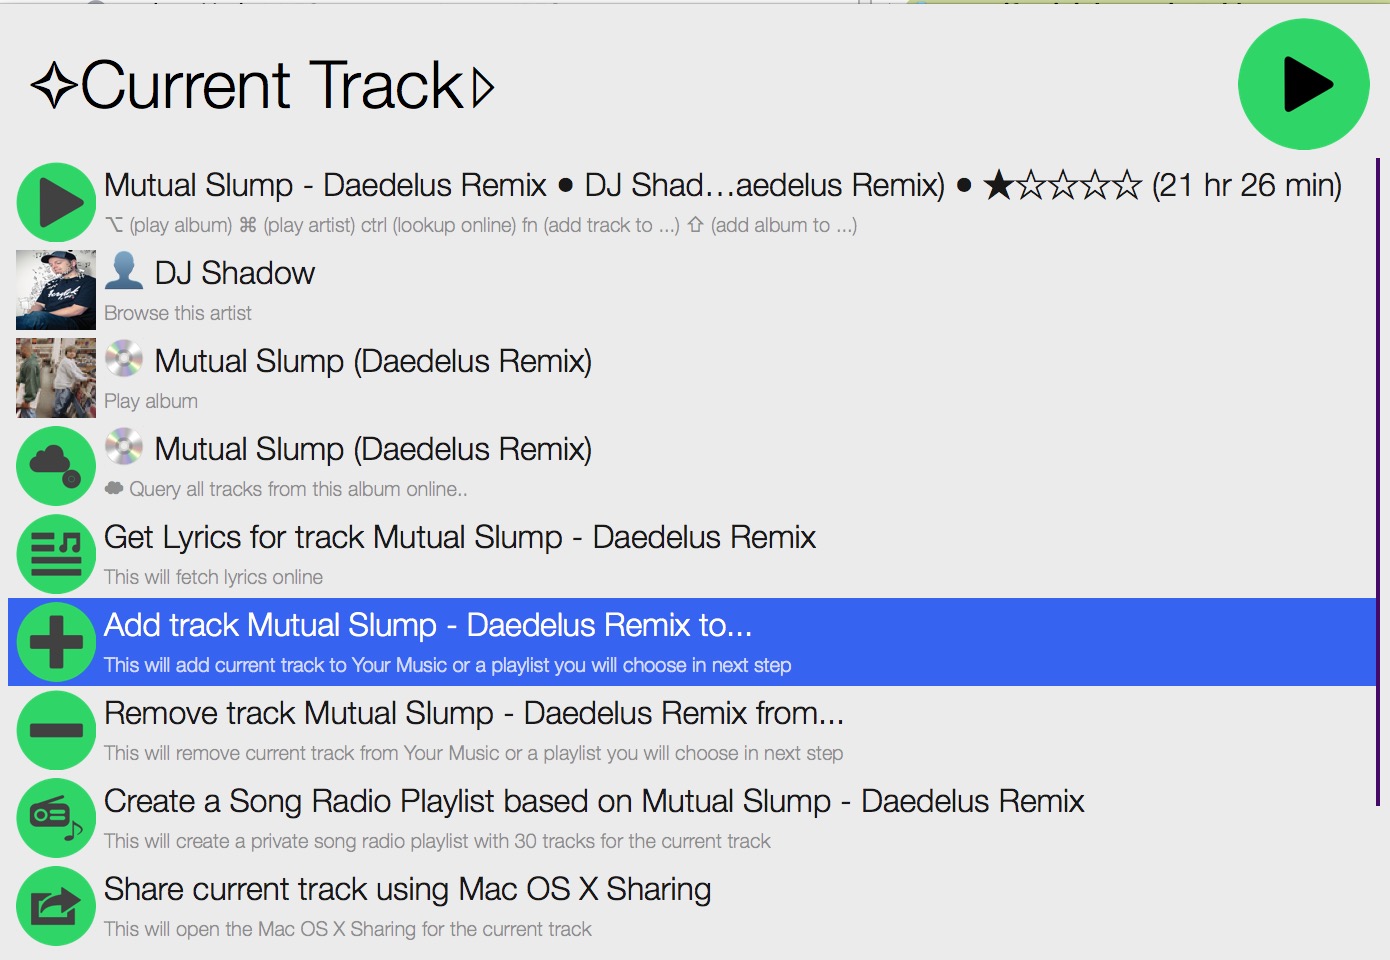 ✧Current Track▷
Mutual Slump - Daedelus Remix ● DJ Shad…aedelus Remix) ● ★☆☆☆☆ (21 hr 26 min)
⌥ (play album) ⌘ (play artist) ctrl (lookup online) fn (add track to ...) ⇧ (add album to ...)
👤 DJ Shadow
Browse this artist
💿 Mutual Slump (Daedelus Remix)
Play album
💿 Mutual Slump (Daedelus Remix)
☁ Query all tracks from this album online..
Get Lyrics for track Mutual Slump - Daedelus Remix
This will fetch lyrics online
Add track Mutual Slump - Daedelus Remix to...
This will add current track to Your Music or a playlist you will choose in next step
Remove track Mutual Slump - Daedelus Remix from...
This will remove current track from Your Music or a playlist you will choose in next step
Create a Song Radio Playlist based on Mutual Slump - Daedelus Remix
This will create a private song radio playlist with 30 tracks for the current track
Share current track using Mac OS X Sharing
This will open the Mac OS X Sharing for the current track